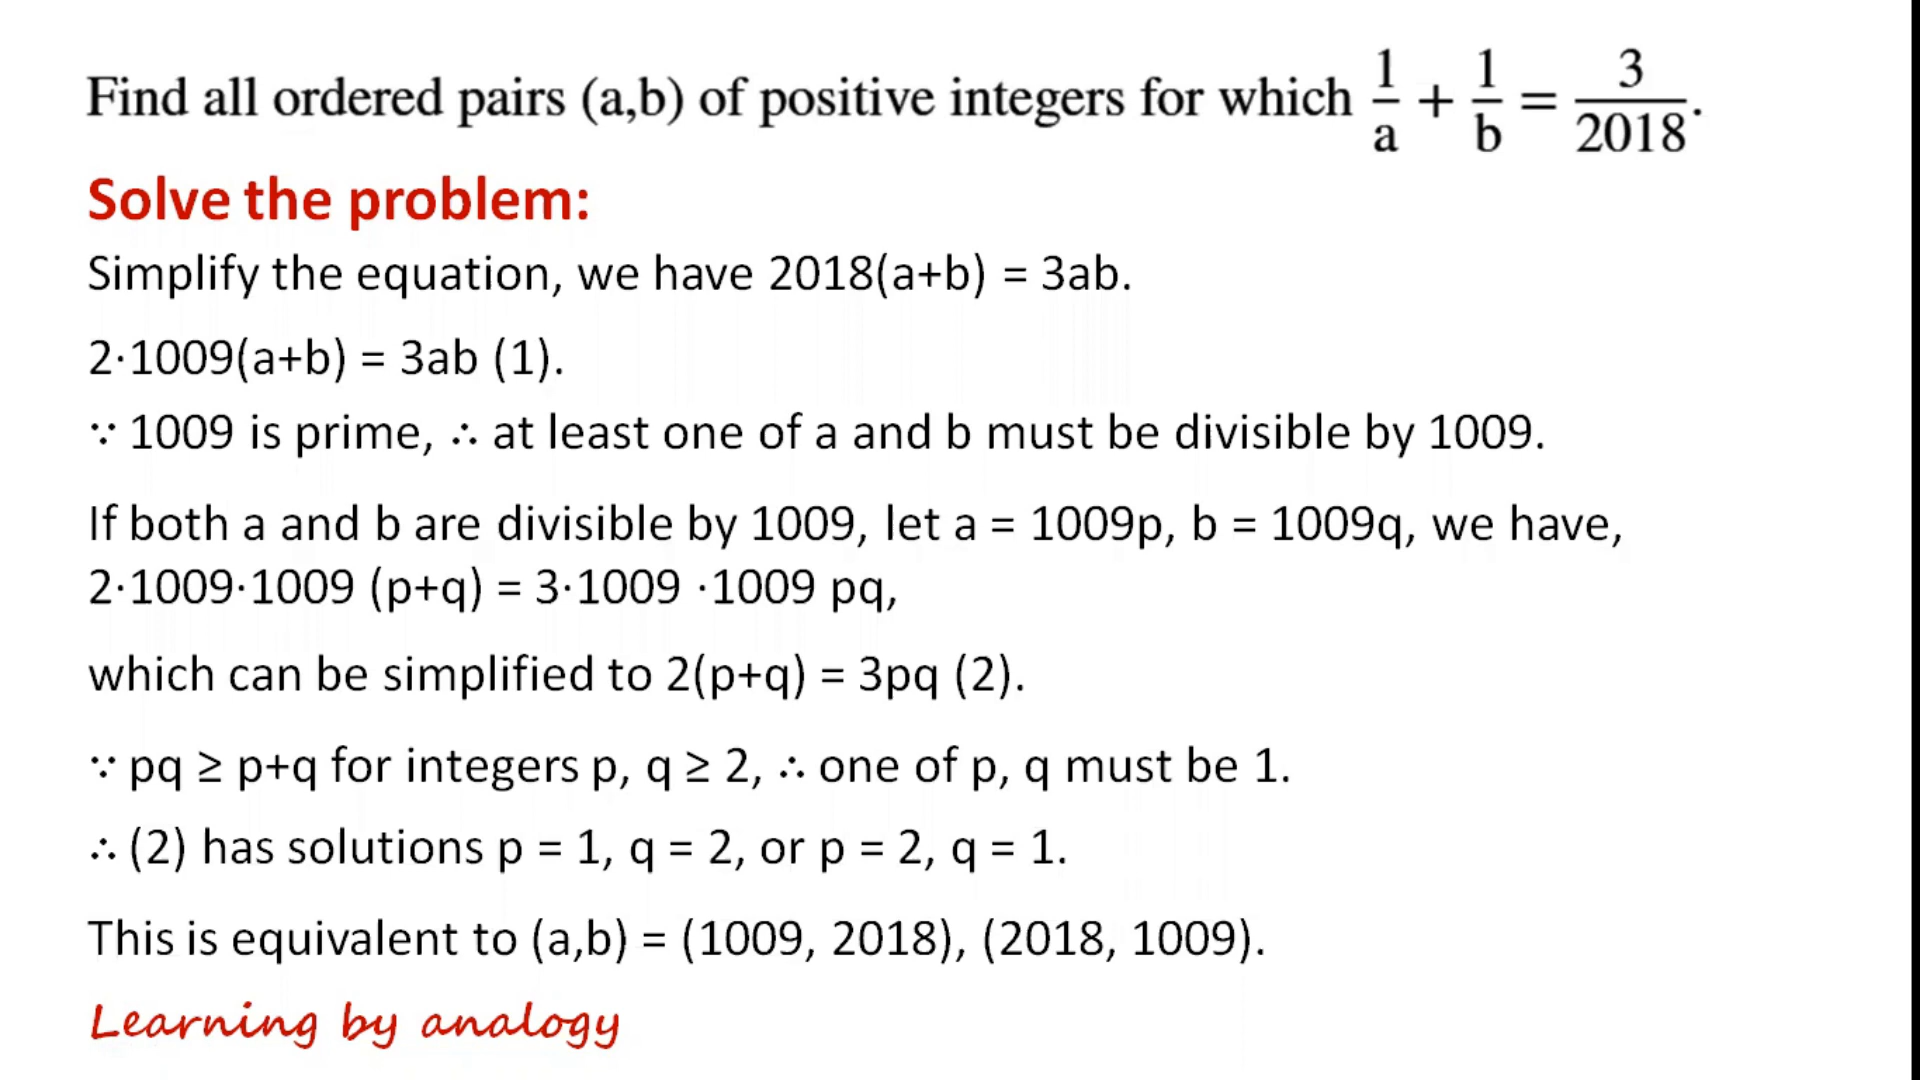 Find all ordered pairs (a,b) of positive integers for which 1/a + 1/b = 3/2018.
Solve the problem:
Simplify the equation, we have 2018(a+b) = 3ab.
2·1009(a+b) = 3ab (1).
∵ 1009 is prime, ∴ at least one of a and b must be divisible by 1009.
If both a and b are divisible by 1009, let a = 1009p, b = 1009q, we have,
2·1009·1009 (p+q) = 3·1009 ·1009 pq,
which can be simplified to 2(p+q) = 3pq (2).
∵ pq ≥ p+q for integers p, q ≥ 2, ∴ one of p, q must be 1.
∴ (2) has solutions p = 1, q = 2, or p = 2, q = 1.
This is equivalent to (a,b) = (1009, 2018), (2018, 1009).
Learning by analogy